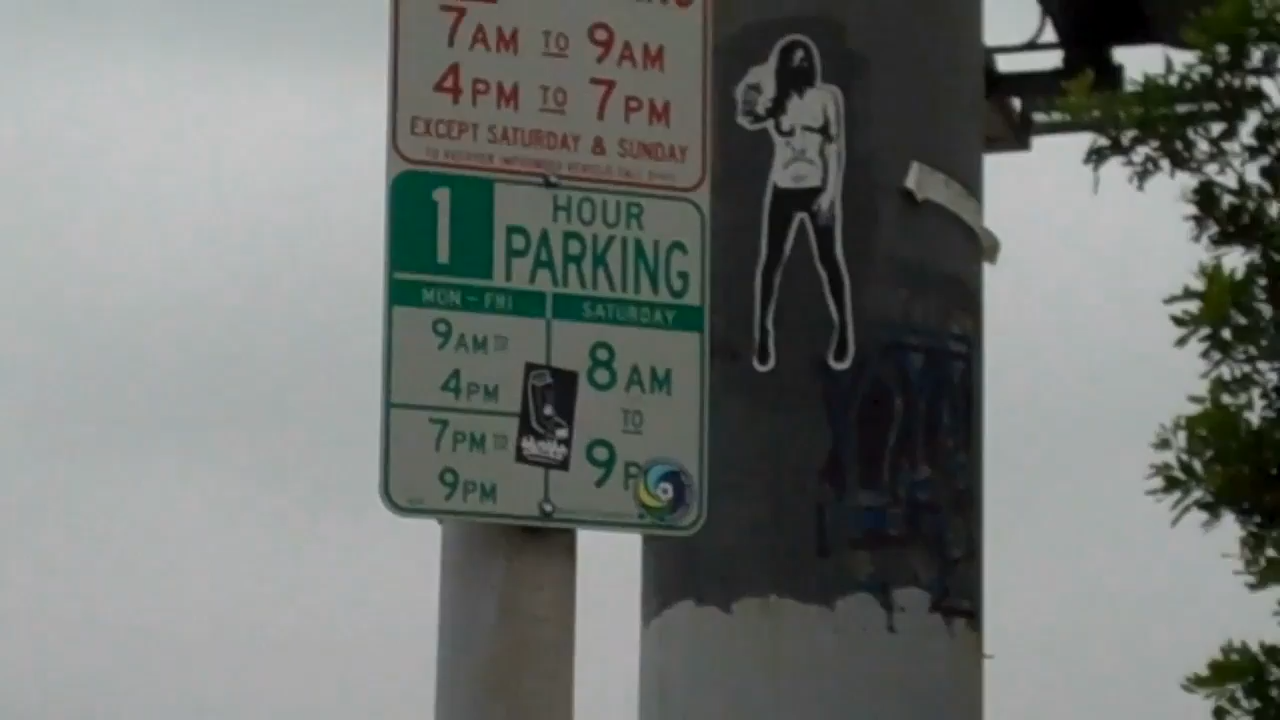 7AM TO 9AM
4PM TO 7PM
EXCEPT SATURDAY & SUNDAY
1 HOUR
PARKING
MON - FRI
SATURDAY
9AM TO
4PM
7PM TO
9PM
8AM
TO
9P